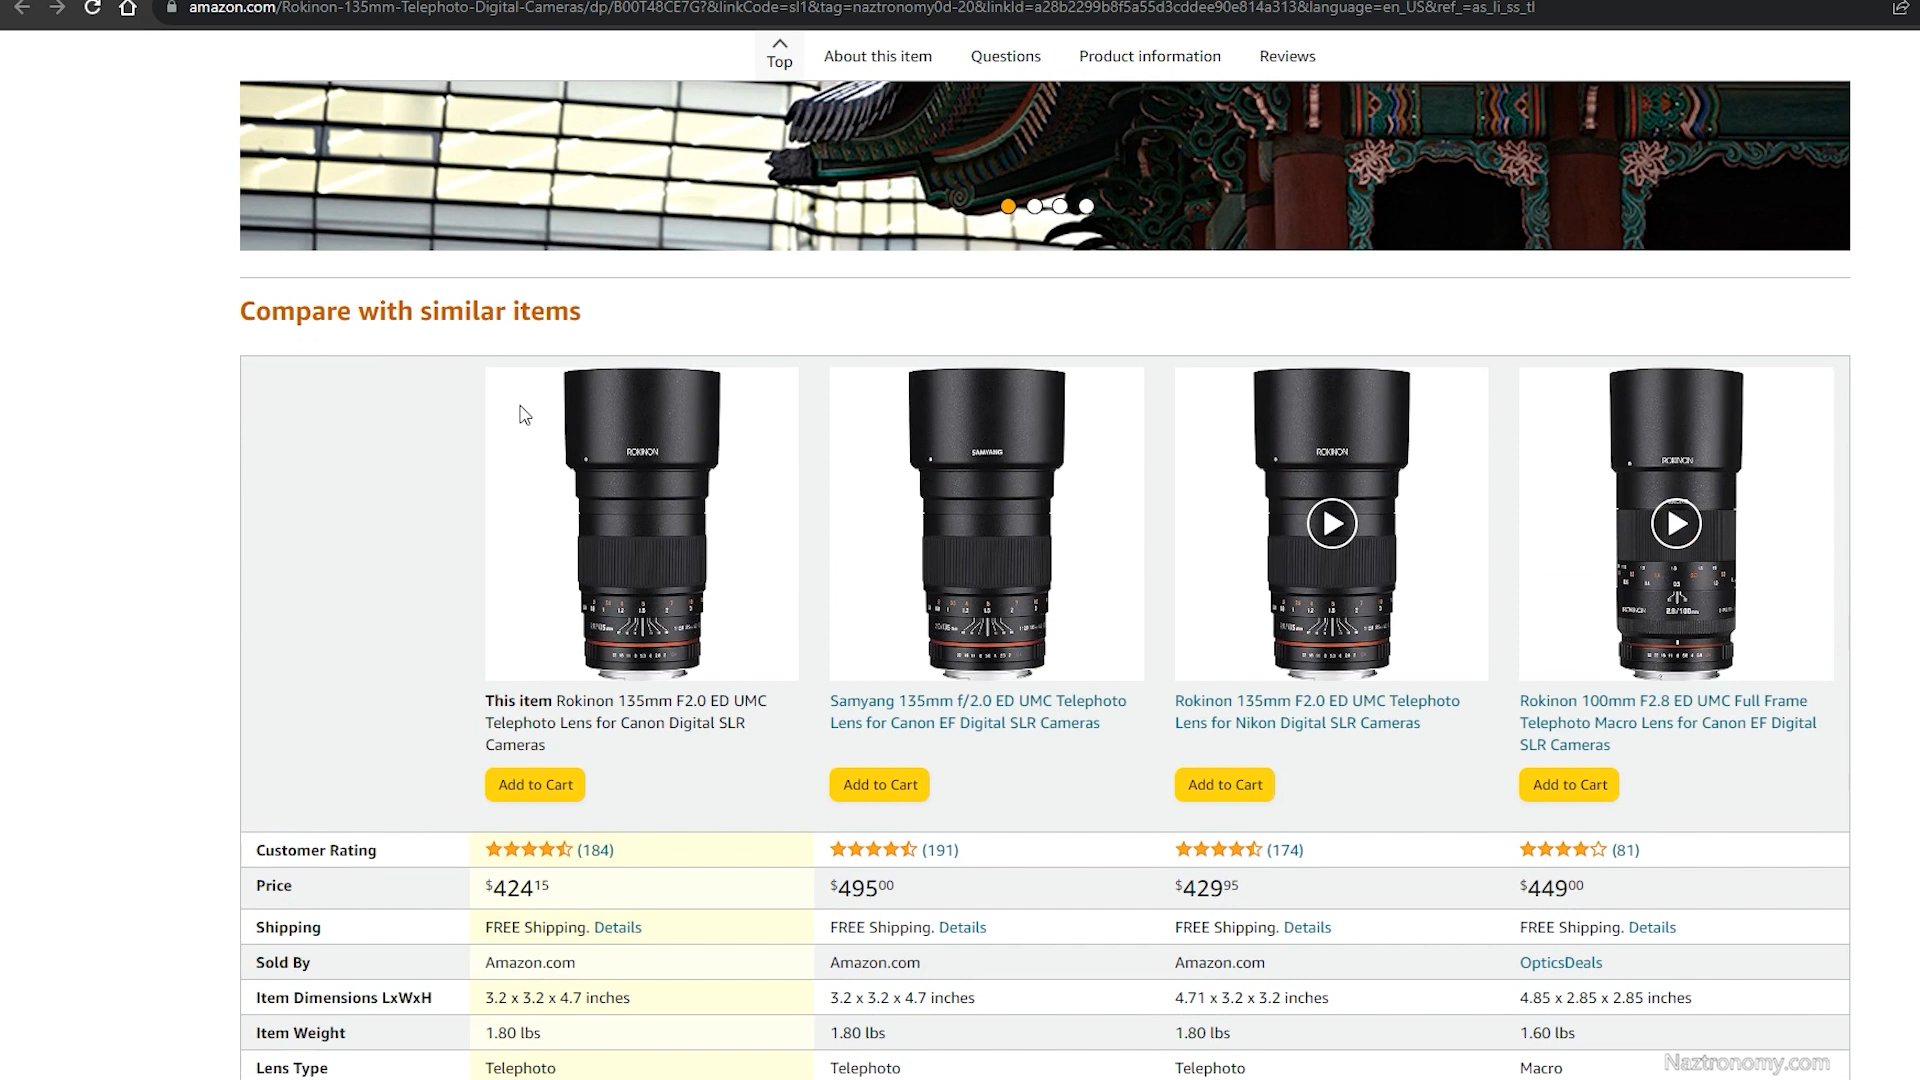 amazon.com/Rokinon-135mm-Telephoto-Digital-Cameras/dp/B00T48CE7G?&linkCode=sl1&tag=naztronomy0d-20&linkId=a28b2299b8f5a55d3cddee90e814a313&language=en_US&ref_=as_li_ss_tl
Top About this item Questions Product information Reviews
Compare with similar items
ROKINON SAMYANG ROKINON ROKINON
This item Rokinon 135mm F2.0 ED UMC
Telephoto Lens for Canon Digital SLR
Cameras
Samyang 135mm f/2.0 ED UMC Telephoto
Lens for Canon EF Digital SLR Cameras
Rokinon 135mm F2.0 ED UMC Telephoto
Lens for Nikon Digital SLR Cameras
Rokinon 100mm F2.8 ED UMC Full Frame
Telephoto Macro Lens for Canon EF Digital
SLR Cameras
Add to Cart Add to Cart Add to Cart Add to Cart
Customer Rating (184) (191) (174) (81)
Price $42415 $49500 $42995 $44900
Shipping FREE Shipping. Details FREE Shipping. Details FREE Shipping. Details FREE Shipping. Details
Sold By Amazon.com Amazon.com Amazon.com OpticsDeals
Item Dimensions LxWxH 3.2 x 3.2 x 4.7 inches 3.2 x 3.2 x 4.7 inches 4.71 x 3.2 x 3.2 inches 4.85 x 2.85 x 2.85 inches
Item Weight 1.80 lbs 1.80 lbs 1.80 lbs 1.60 lbs
Lens Type Telephoto Telephoto Telephoto Macro
Naztronomy.com